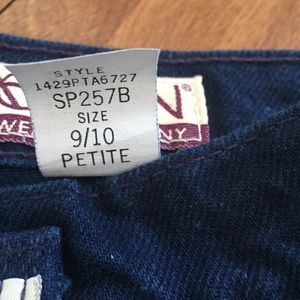 STYLE
1429PTA6727
SP257B
SIZE
9/10
PETITE